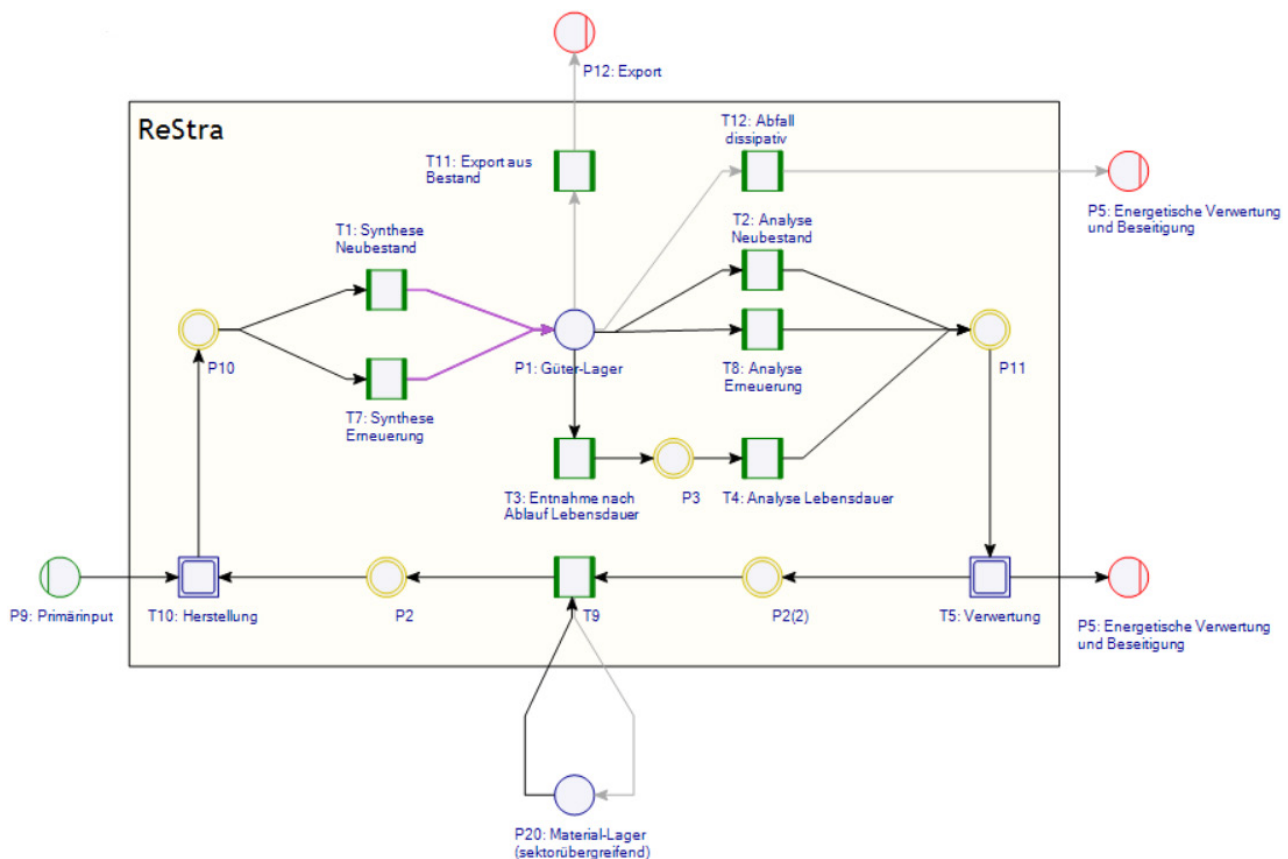 P12: Export
ReStra
T12: Abfall
dissipativ
T11: Export aus
Bestand
P5: Energetische Verwertung
und Beseitigung
T1: Synthese
Neubestand
T2: Analyse
Neubestand
P10
P1: Güter-Lager
T8: Analyse
Erneuerung
P11
T7: Synthese
Erneuerung
T3: Entnahme nach
Ablauf Lebensdauer
P3
T4: Analyse Lebensdauer
P9: Primärinput
T10: Herstellung
P2
T9
P2(2)
T5: Verwertung
P5: Energetische Verwertung
und Beseitigung
P20: Material-Lager
(sektorübergreifend)